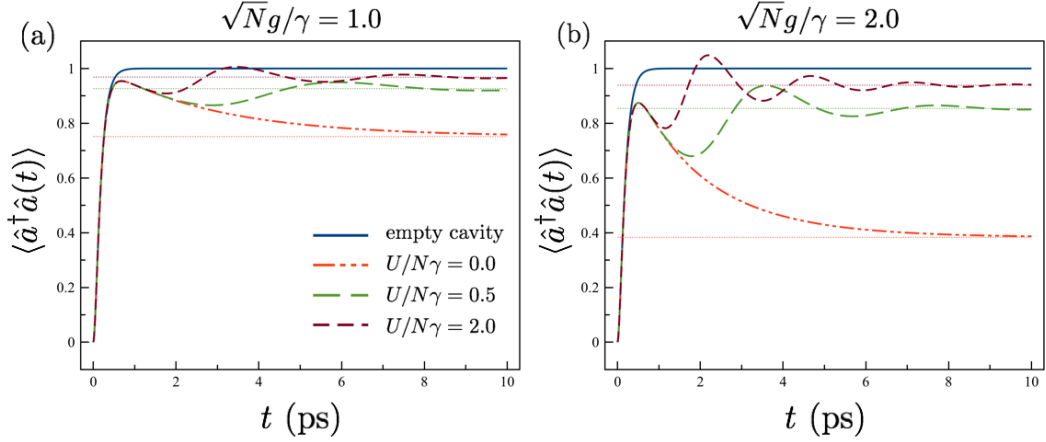 (a)
√Ng/γ = 1.0
⟨â†â(t)⟩
1
0.8
0.6
0.4
0.2
0
empty cavity
U/Nγ = 0.0
U/Nγ = 0.5
U/Nγ = 2.0
0 2 4 6 8 10
t (ps)
(b)
√Ng/γ = 2.0
⟨â†â(t)⟩
1
0.8
0.6
0.4
0.2
0
0 2 4 6 8 10
t (ps)